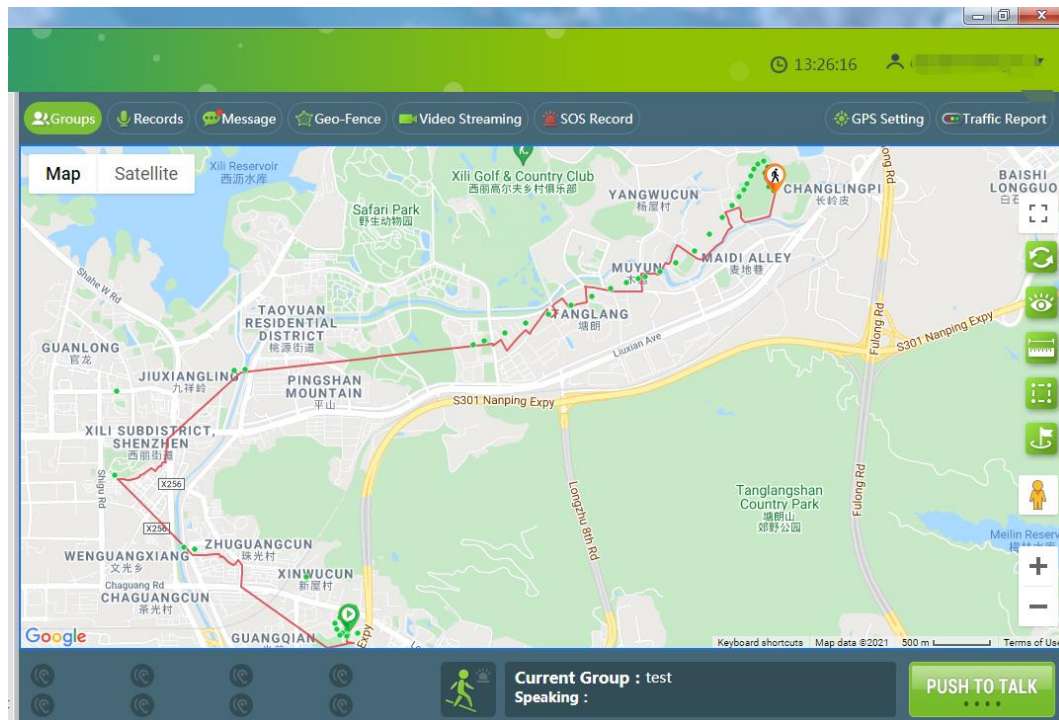 13:26:16
Groups
Records
Message
Geo-Fence
Video Streaming
SOS Record
GPS Setting
Traffic Report
Map
Satellite
Xili Reservoir
西沥水库
Xili Golf & Country Club
西丽高尔夫乡村俱乐部
Safari Park
野生动物园
YANGWUCUN
杨屋村
CHANGLINGPI
长岭皮
BAISHI
LONGGUO
Rong Rd
Shahe W Rd
MUYUN
MAIDI ALLEY
麦地巷
TAOYUAN
RESIDENTIAL
DISTRICT
桃源街道
TANGLANG
塘朗
Liuxian Ave
Fulong Rd
S301 Nanping Expy
GUANLONG
官龙
JIUXIANGLING
九祥岭
PINGSHAN
MOUNTAIN
平山
S301 Nanping Expy
XILI SUBDISTRICT,
SHENZHEN
西丽街道
Shigu Rd
X256
X256
Longzhu 8th Rd
Fulong Rd
Tanglangshan
Country Park
塘朗山
郊野公园
Meilin Reserv
ZHUGUANGCUN
珠光村
WENGUANGXIANG
文光乡
XINWUCUN
新屋村
Chaguang Rd
CHAGUANGCUN
茶光村
GUANGQIAN
Expy
Google
Keyboard shortcuts
Map data ©2021
500 m
Terms of Use
Current Group : test
Speaking :
PUSH TO TALK